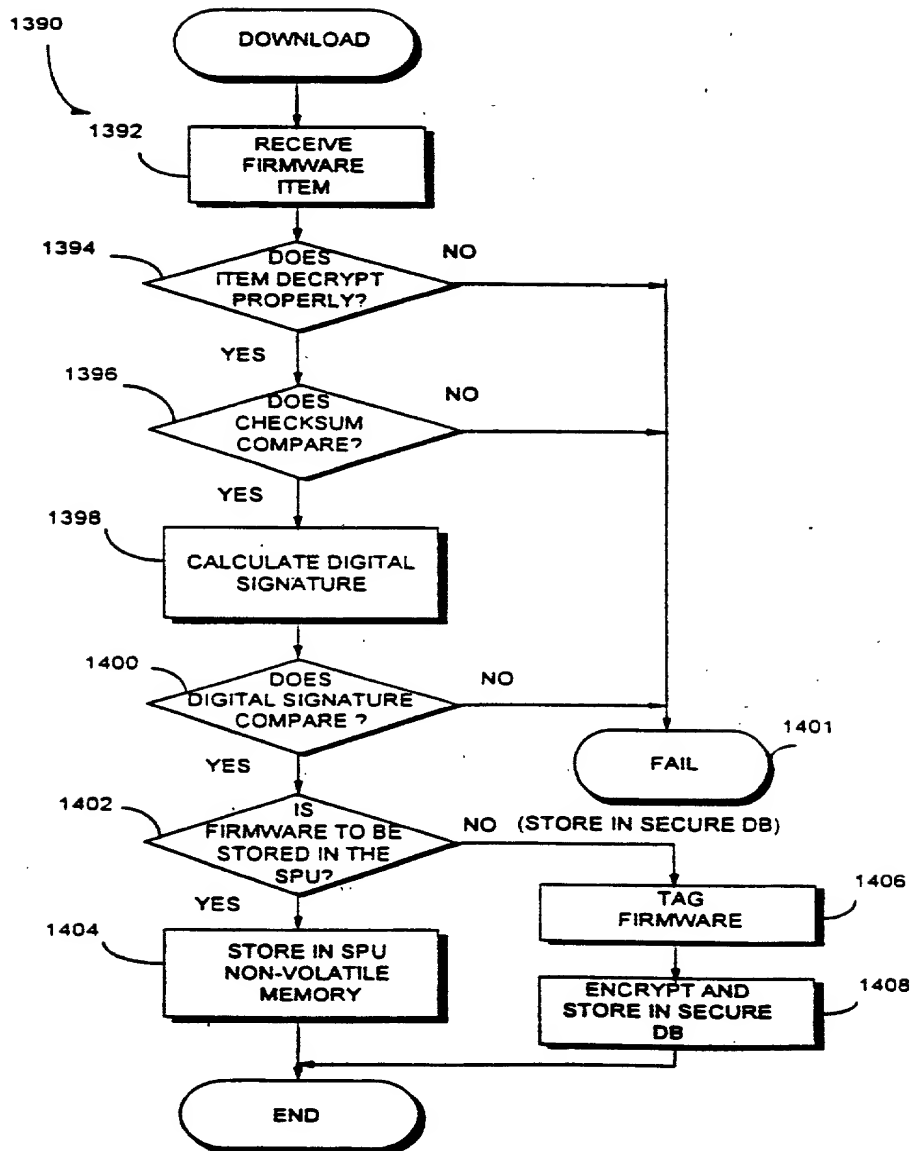 1390
DOWNLOAD
1392
RECEIVE
FIRMWARE
ITEM
1394
DOES
ITEM DECRYPT
PROPERLY?
NO
YES
1396
DOES
CHECKSUM
COMPARE?
NO
YES
1398
CALCULATE DIGITAL
SIGNATURE
1400
DOES
DIGITAL SIGNATURE
COMPARE ?
NO
YES
1401
FAIL
1402
IS
FIRMWARE TO BE
STORED IN THE
SPU?
NO (STORE IN SECURE DB)
YES
1406
TAG
FIRMWARE
1404
STORE IN SPU
NON-VOLATILE
MEMORY
1408
ENCRYPT AND
STORE IN SECURE
DB
END